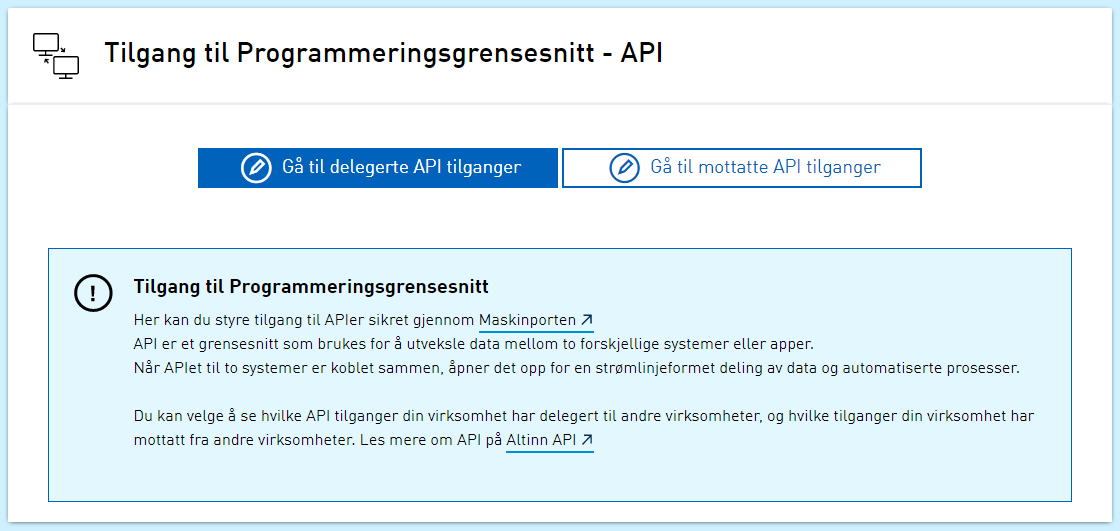 Tilgang til Programmeringsgrensesnitt - API
Gå til delegerte API tilganger
Gå til mottatte API tilganger
Tilgang til Programmeringsgrensesnitt
Her kan du styre tilgang til APIer sikret gjennom Maskinporten
API er et grensesnitt som brukes for å utveksle data mellom to forskjellige systemer eller apper.
Når APIet til to systemer er koblet sammen, åpner det opp for en strømlinjeformet deling av data og automatiserte prosesser.
Du kan velge å se hvilke API tilganger din virksomhet har delegert til andre virksomheter, og hvilke tilganger din virksomhet har
mottatt fra andre virksomheter. Les mere om API på Altinn API